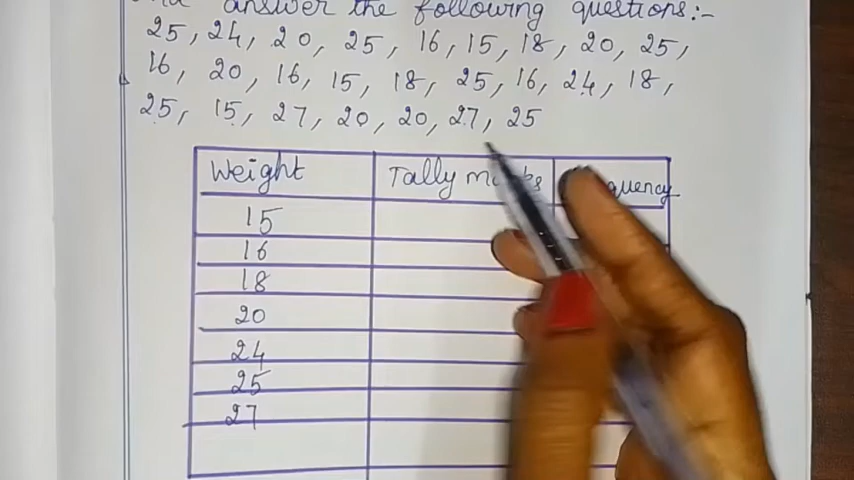 answer the following questions:-
25, 24, 20, 25, 16, 15, 18, 20, 25,
16, 20, 16, 15, 18, 25, 16, 24, 18,
25, 15, 27, 20, 20, 27, 25
Weight Tally
15
16
18
20
24
25
27